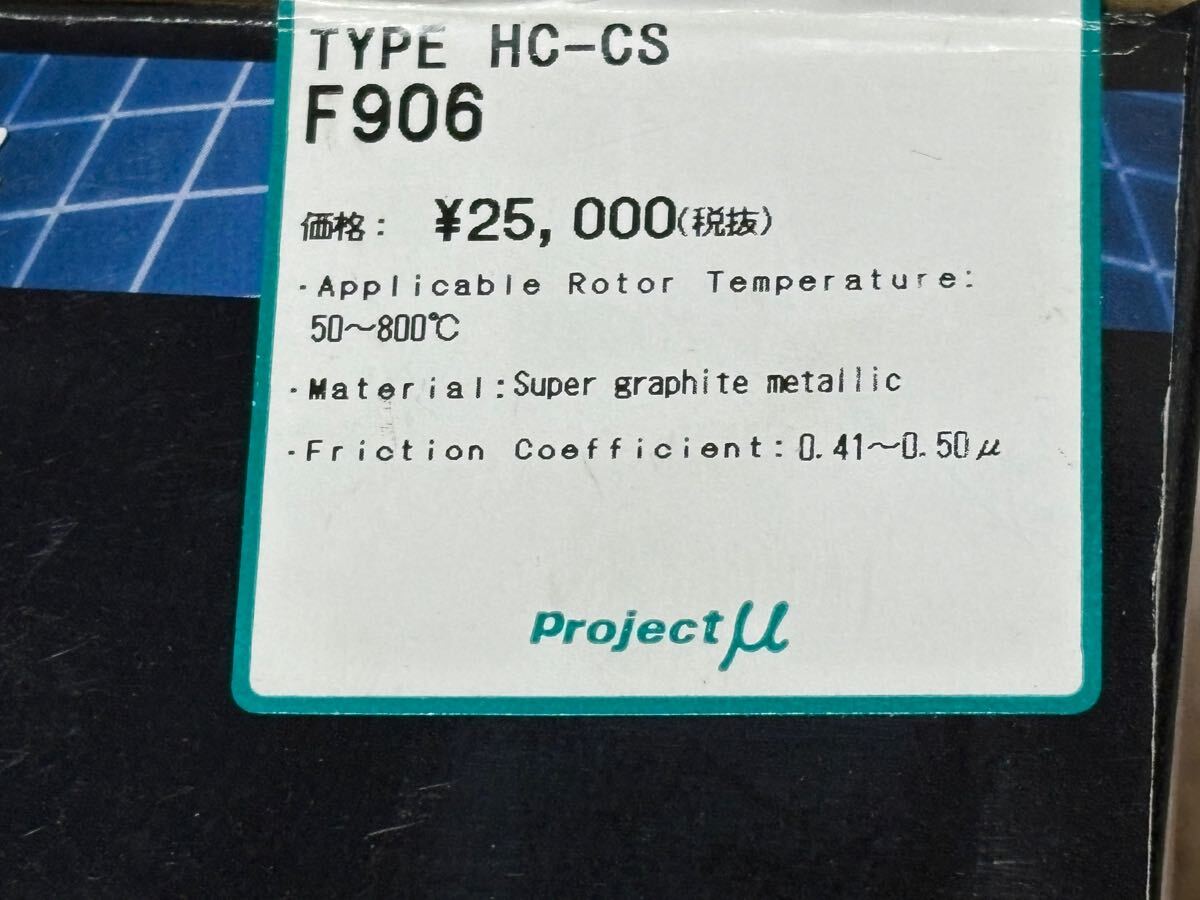 TYPE HC-CS
F906
価格: ¥25,000(税抜)
・Applicable Rotor Temperature:
50～800℃
・Material:Super graphite metallic
・Friction Coefficient:0.41～0.50μ
Projectμ